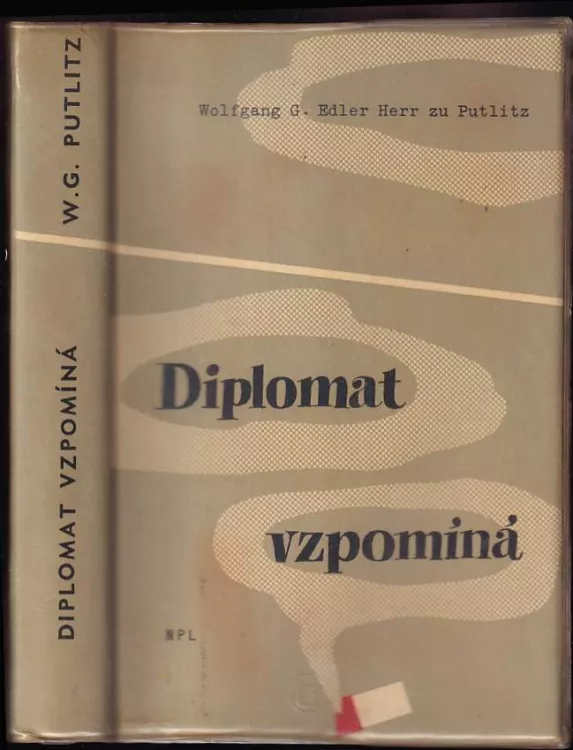 W.G. PUTLITZ
DIPLOMAT VZPOMÍNÁ
Wolfgang G. Edler Herr zu Putlitz
Diplomat
vzpomíná
NPL